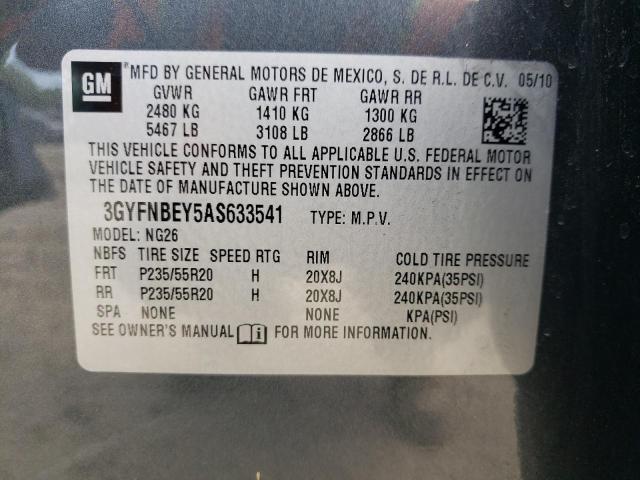 GM
MFD BY GENERAL MOTORS DE MEXICO, S. DE R.L. DE C.V. 05/10
GVWR GAWR FRT GAWR RR
2480 KG 1410 KG 1300 KG
5467 LB 3108 LB 2866 LB
THIS VEHICLE CONFORMS TO ALL APPLICABLE U.S. FEDERAL MOTOR
VEHICLE SAFETY AND THEFT PREVENTION STANDARDS IN EFFECT ON
THE DATE OF MANUFACTURE SHOWN ABOVE.
3GYFNBEY5AS633541 TYPE: M.P.V.
MODEL: NG26
NBFS TIRE SIZE SPEED RTG RIM COLD TIRE PRESSURE
FRT P235/55R20 H 20X8J 240KPA(35PSI)
RR P235/55R20 H 20X8J 240KPA(35PSI)
SPA NONE NONE KPA(PSI)
SEE OWNER'S MANUAL i FOR MORE INFORMATION.